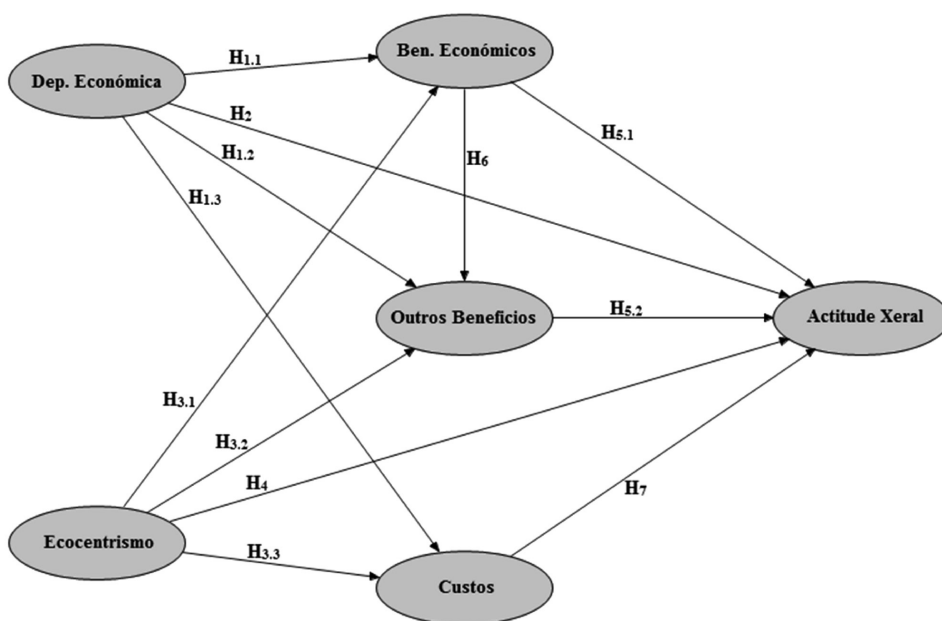 Ben. Económicos
Dep. Económica
H1.1
H2
H1.2
H5.1
H6
H1.3
Outros Beneficios
H5.2
Actitude Xeral
H3.1
H3.2
H4
H7
Ecocentrismo
H3.3
Custos